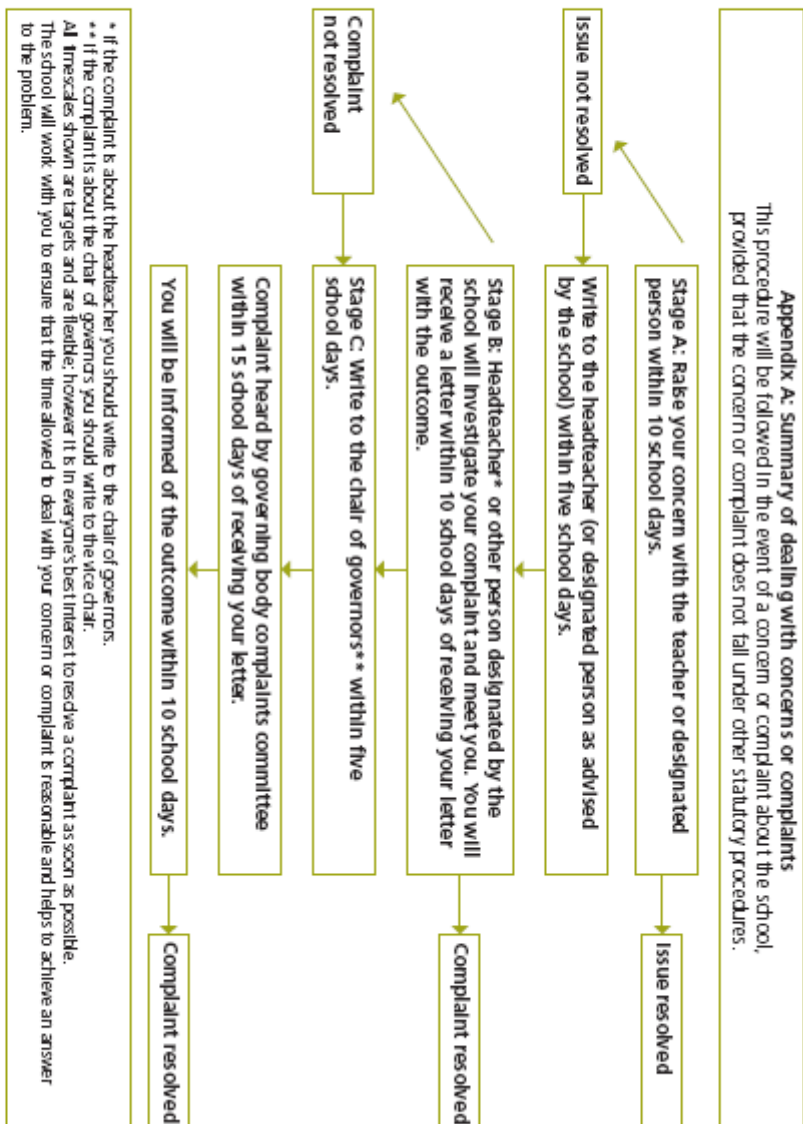 Appendix A: Summary of dealing with concerns or complaints
This procedure will be followed in the event of a concern or complaint about the school,
provided that the concern or complaint does not fall under other statutory procedures.
Stage A: Raise your concern with the teacher or designated
person within 10 school days.
Issue resolved
Issue not resolved
Write to the headteacher (or designated person as advised
by the school) within five school days.
Stage B: Headteacher* or other person designated by the
school will investigate your complaint and meet you. You will
receive a letter within 10 school days of receiving your letter
with the outcome.
Complaint resolved
Complaint
not resolved
Stage C: Write to the chair of governors** within five
school days.
Complaint heard by governing body complaints committee
within 15 school days of receiving your letter.
You will be informed of the outcome within 10 school days.
Complaint resolved
* If the complaint is about the headteacher you should write to the chair of governors.
** If the complaint is about the chair of governors you should write to the vice chair.
All timescales shown are targets and are flexible; however it is in everyone's best interest to resolve a complaint as soon as possible.
The school will work with you to ensure that the time allowed to deal with your concern or complaint is reasonable and helps to achieve an answer
to the problem.